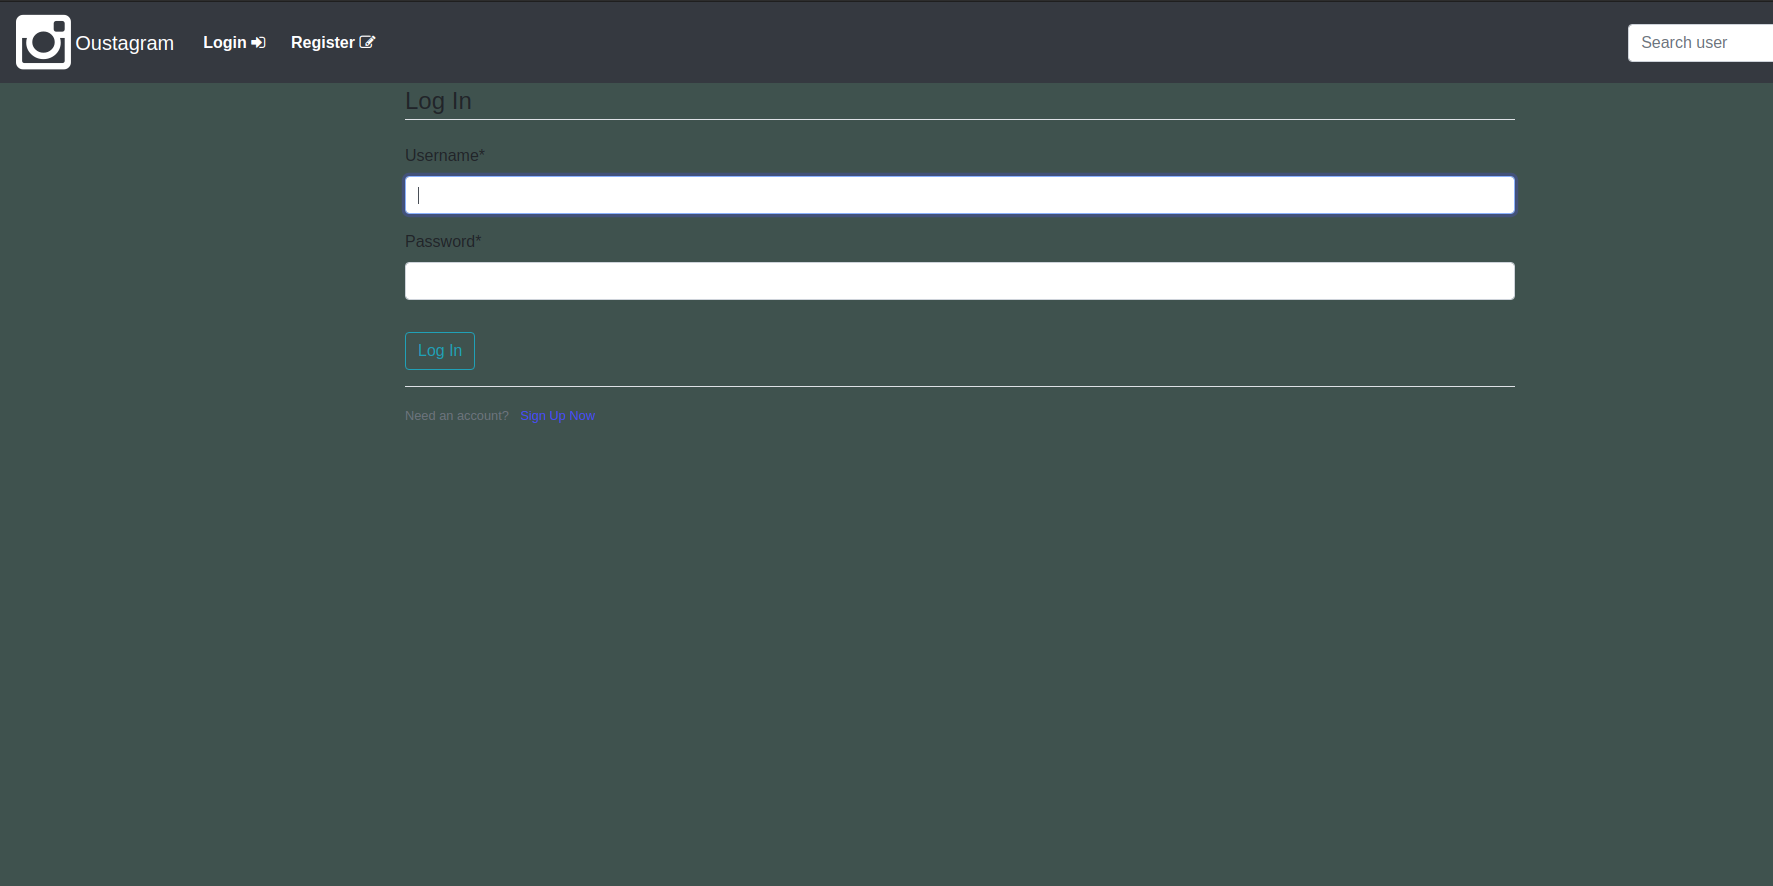 Oustagram Login Register Search user
Log In
Username*
Password*
Log In
Need an account? Sign Up Now